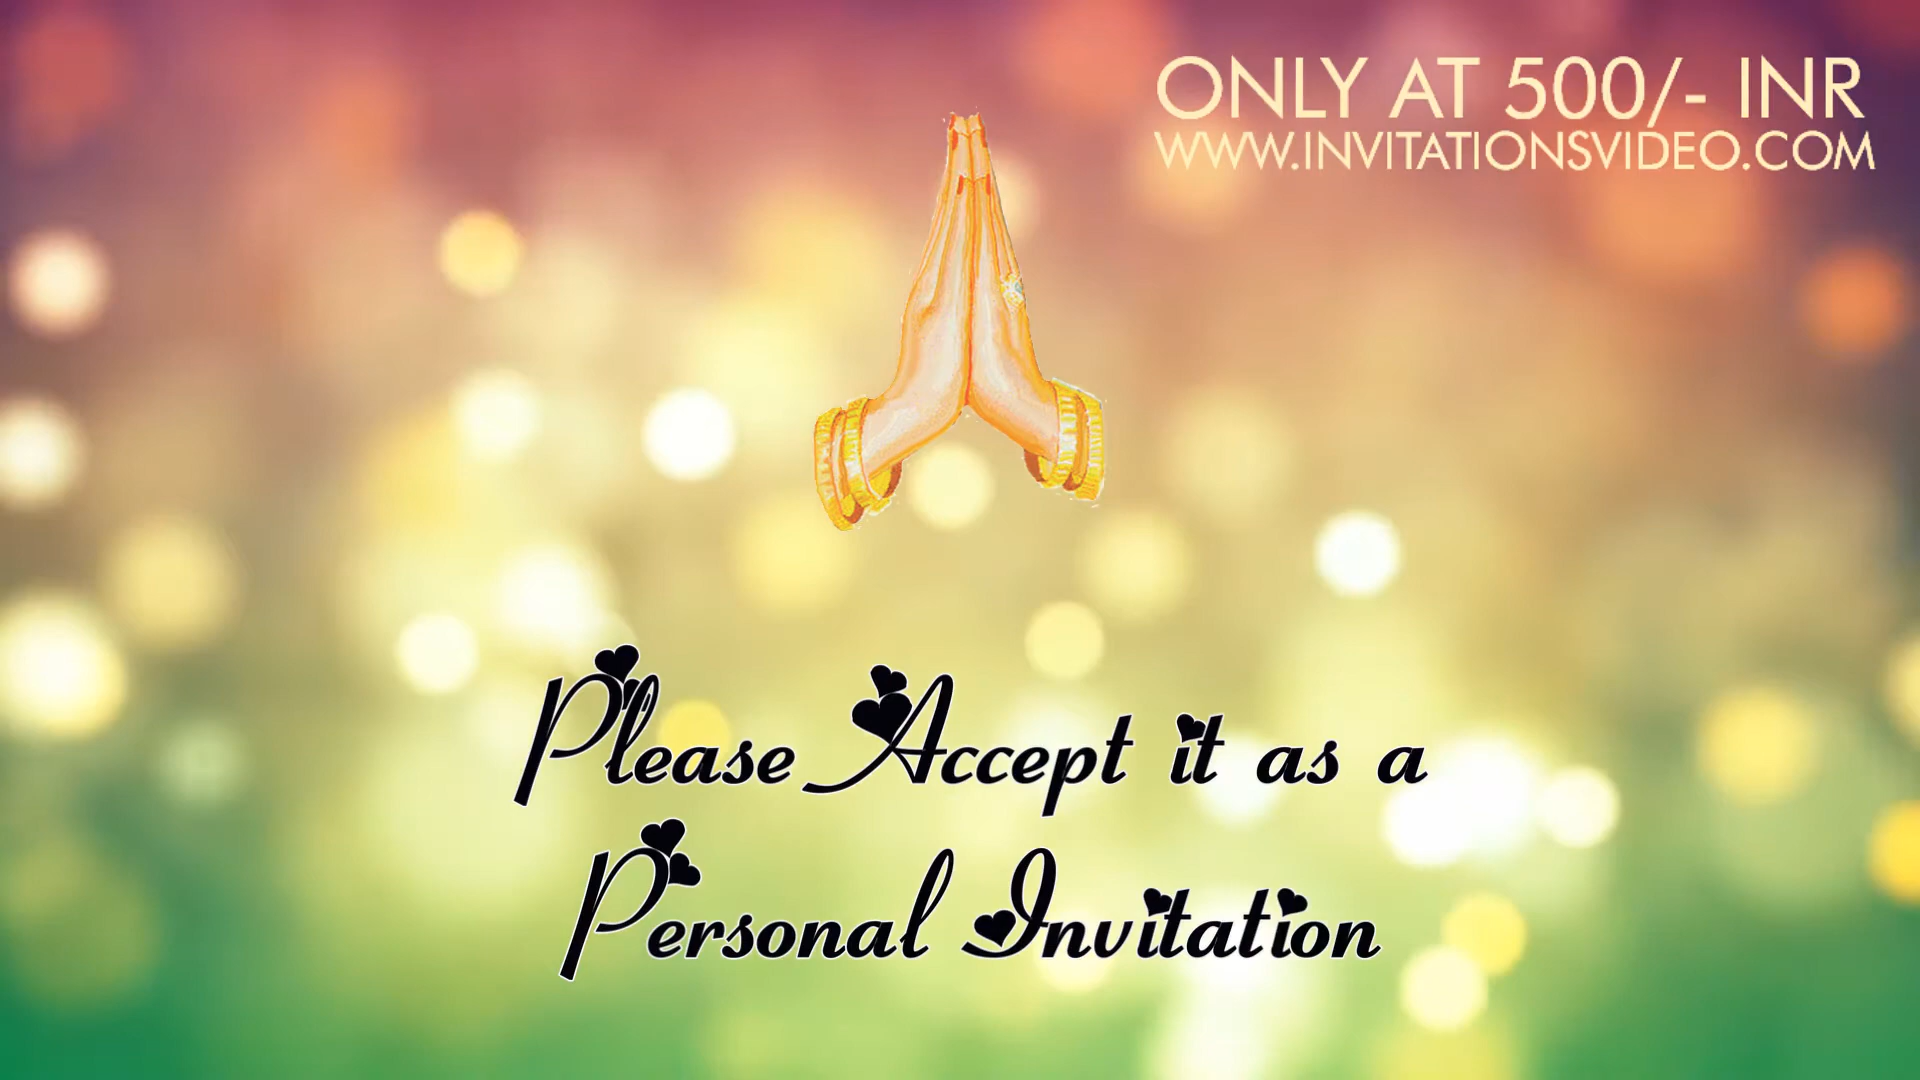 ONLY AT 500/- INR
WWW.INVITATIONSVIDEO.COM
Please Accept it as a
Personal Invitation